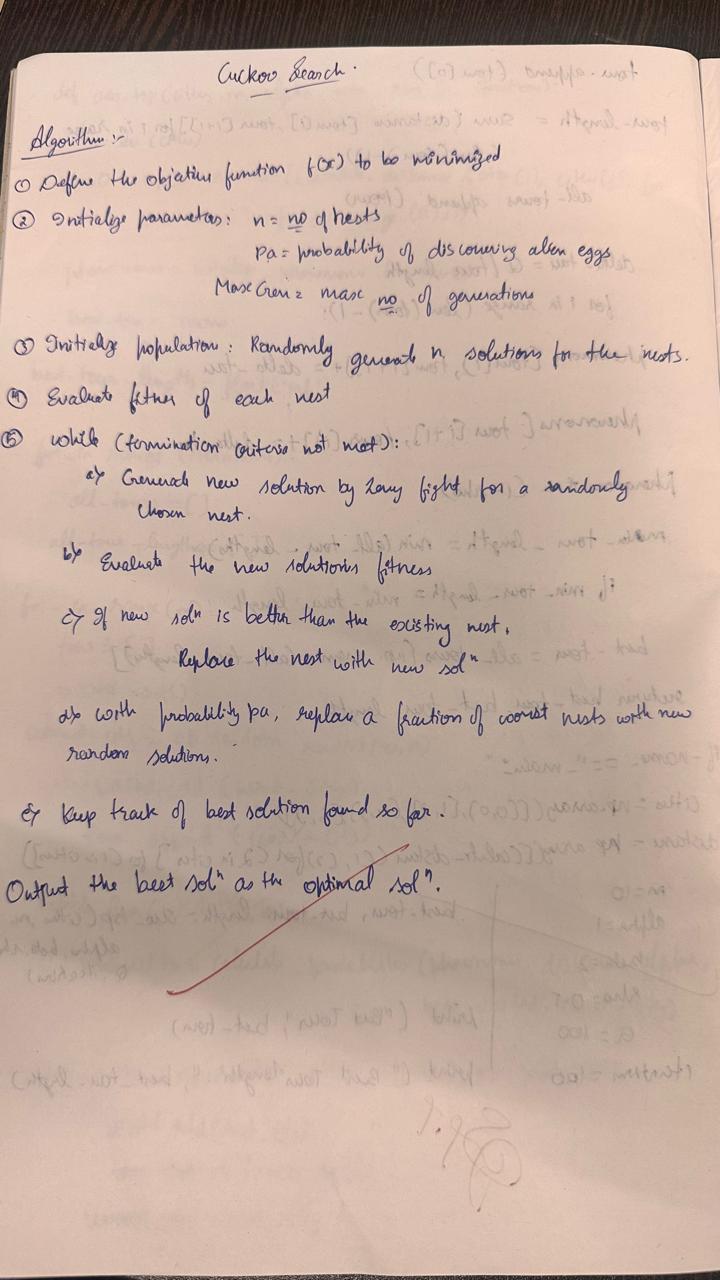 Cuckoo Search.
Algorithm :-
① Define the objective function f(x) to be minimized
② Initialize parameters: n = no of nests
Pa = probability of discovering alien eggs
MaxGen = max no of generations
③ Initialize population: Randomly generate n solutions for the nests.
④ Evaluate fitness of each nest
⑤ while (termination criteria not met):
a) Generate new solution by Levy fight for a randomly
chosen nest.
b) Evaluate the new solution's fitness
c) If new solⁿ is better than the existing nest,
Replace the nest with new solⁿ
d) with probability pa, replace a fraction of worst nests with new
random solutions.
e) Keep track of best solution found so far.
Output the best solⁿ as the optimal solⁿ.